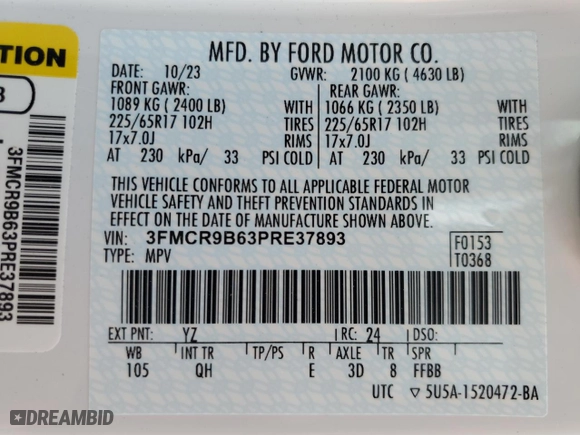 TION
3
3FMCR9B63PRE37893
MFD. BY FORD MOTOR CO.
DATE: 10/23 GVWR: 2100 KG ( 4630 LB)
FRONT GAWR: REAR GAWR:
1089 KG ( 2400 LB) WITH 1066 KG ( 2350 LB) WITH
225/65R17 102H TIRES 225/65R17 102H TIRES
17x7.0J RIMS 17x7.0J RIMS
AT 230 kPa/ 33 PSI COLD AT 230 kPa/ 33 PSI COLD
THIS VEHICLE CONFORMS TO ALL APPLICABLE FEDERAL MOTOR
VEHICLE SAFETY AND THEFT PREVENTION STANDARDS IN
EFFECT ON THE DATE OF MANUFACTURE SHOWN ABOVE.
VIN: 3FMCR9B63PRE37893 F0153
TYPE: MPV T0368
EXT PNT: YZ RC: 24 DSO:
WB INT TR TP/PS R AXLE TR SPR
105 QH E 3D 8 FFBB
UTC ▽ 5U5A-1520472-BA
DREAMBID